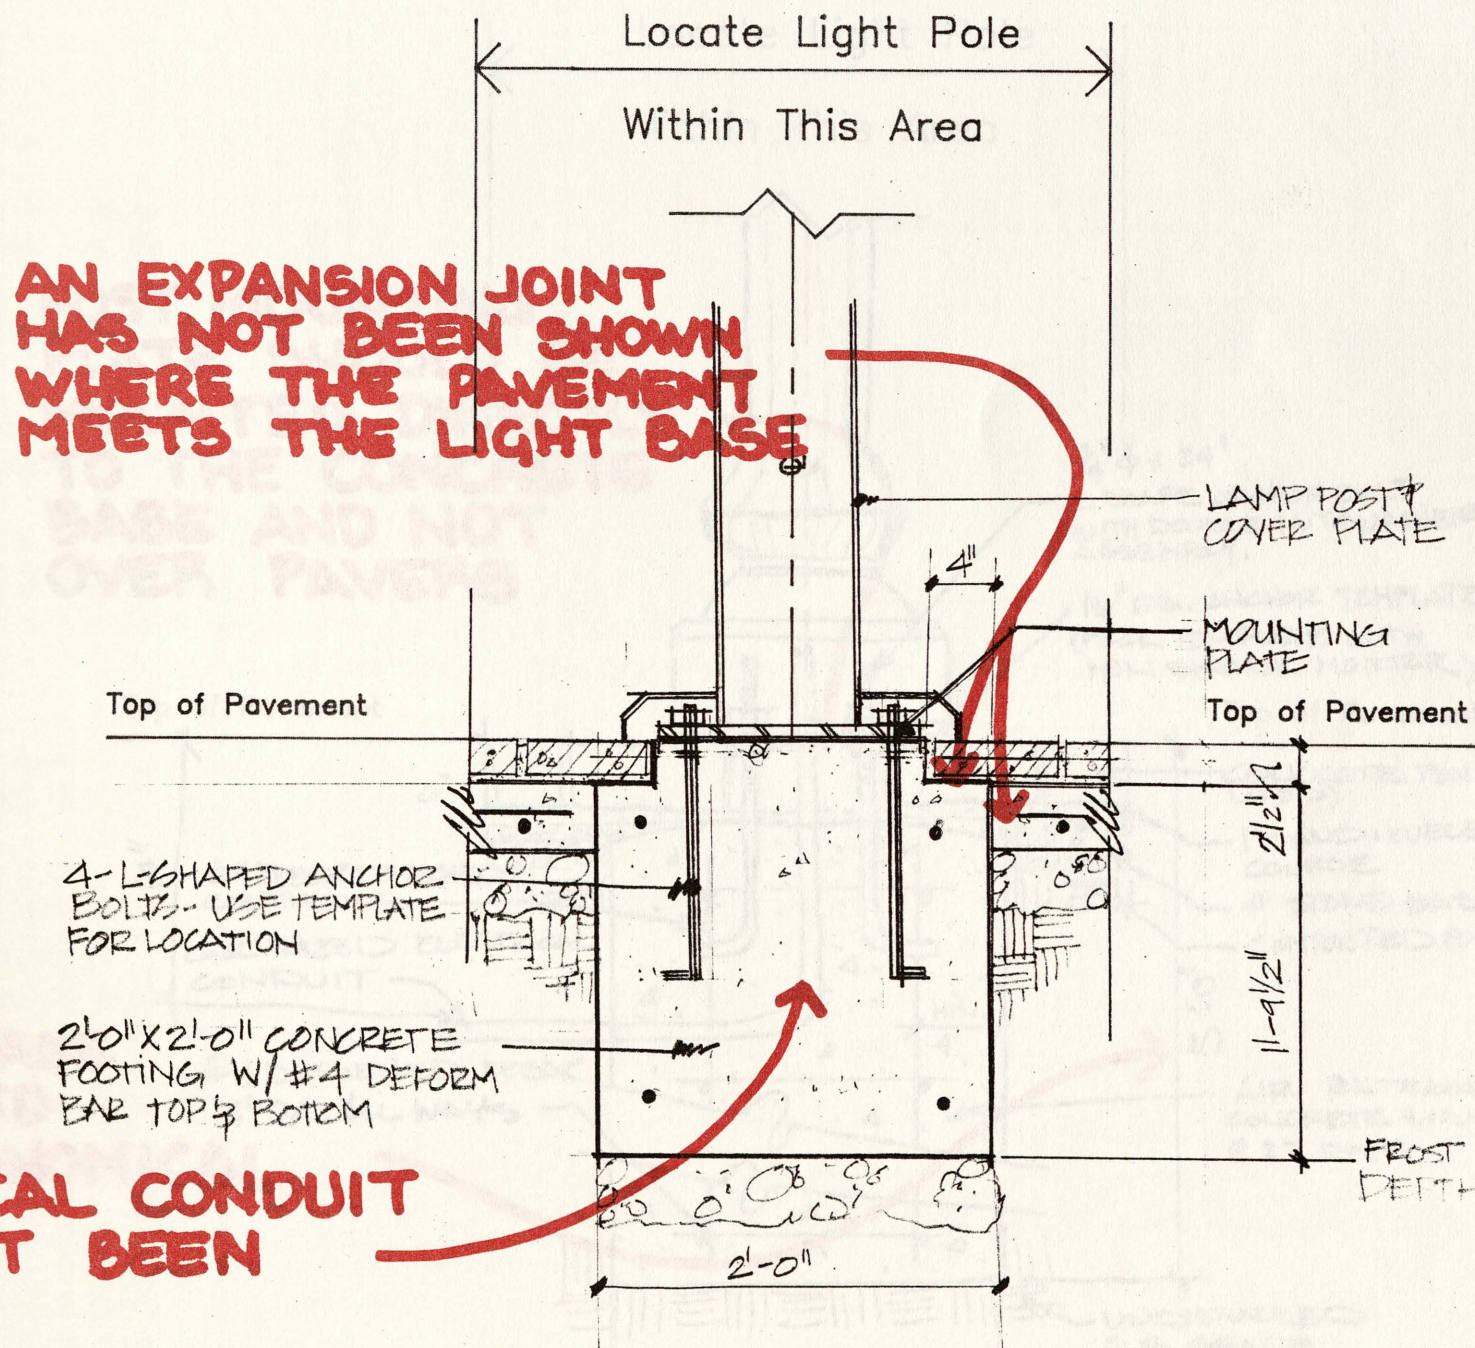 Locate Light Pole
Within This Area
AN EXPANSION JOINT
HAS NOT BEEN SHOWN
WHERE THE PAVEMENT
MEETS THE LIGHT BASE
LAMP POST &
COVER PLATE
4"
MOUNTING
PLATE
Top of Pavement
Top of Pavement
2 1/2"
4-L-SHAPED ANCHOR
BOLTS-USE TEMPLATE
FOR LOCATION
1'-9 1/2"
2'-0" X 2'-0" CONCRETE
FOOTING W/ #4 DEFORM
BAR TOP & BOTTOM
FROST
DEPTH
CAL CONDUIT
T BEEN
2'-0"